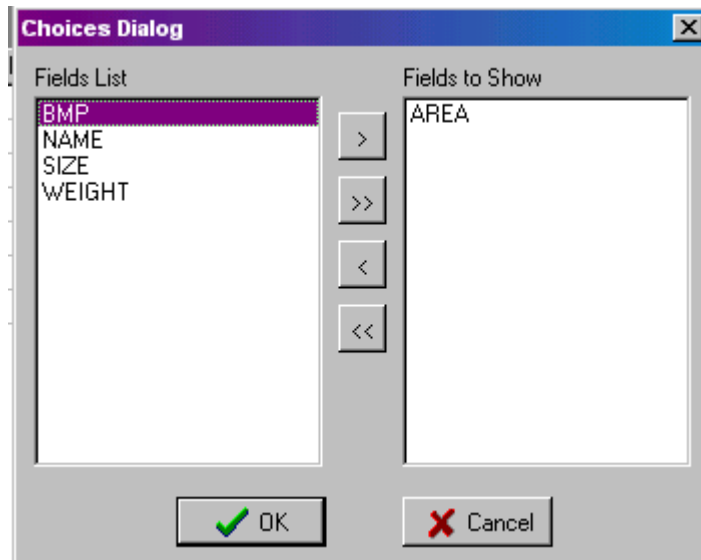 Choices Dialog
Fields List
Fields to Show
BMP
NAME
SIZE
WEIGHT
AREA
>
>>
<
<<
OK
Cancel